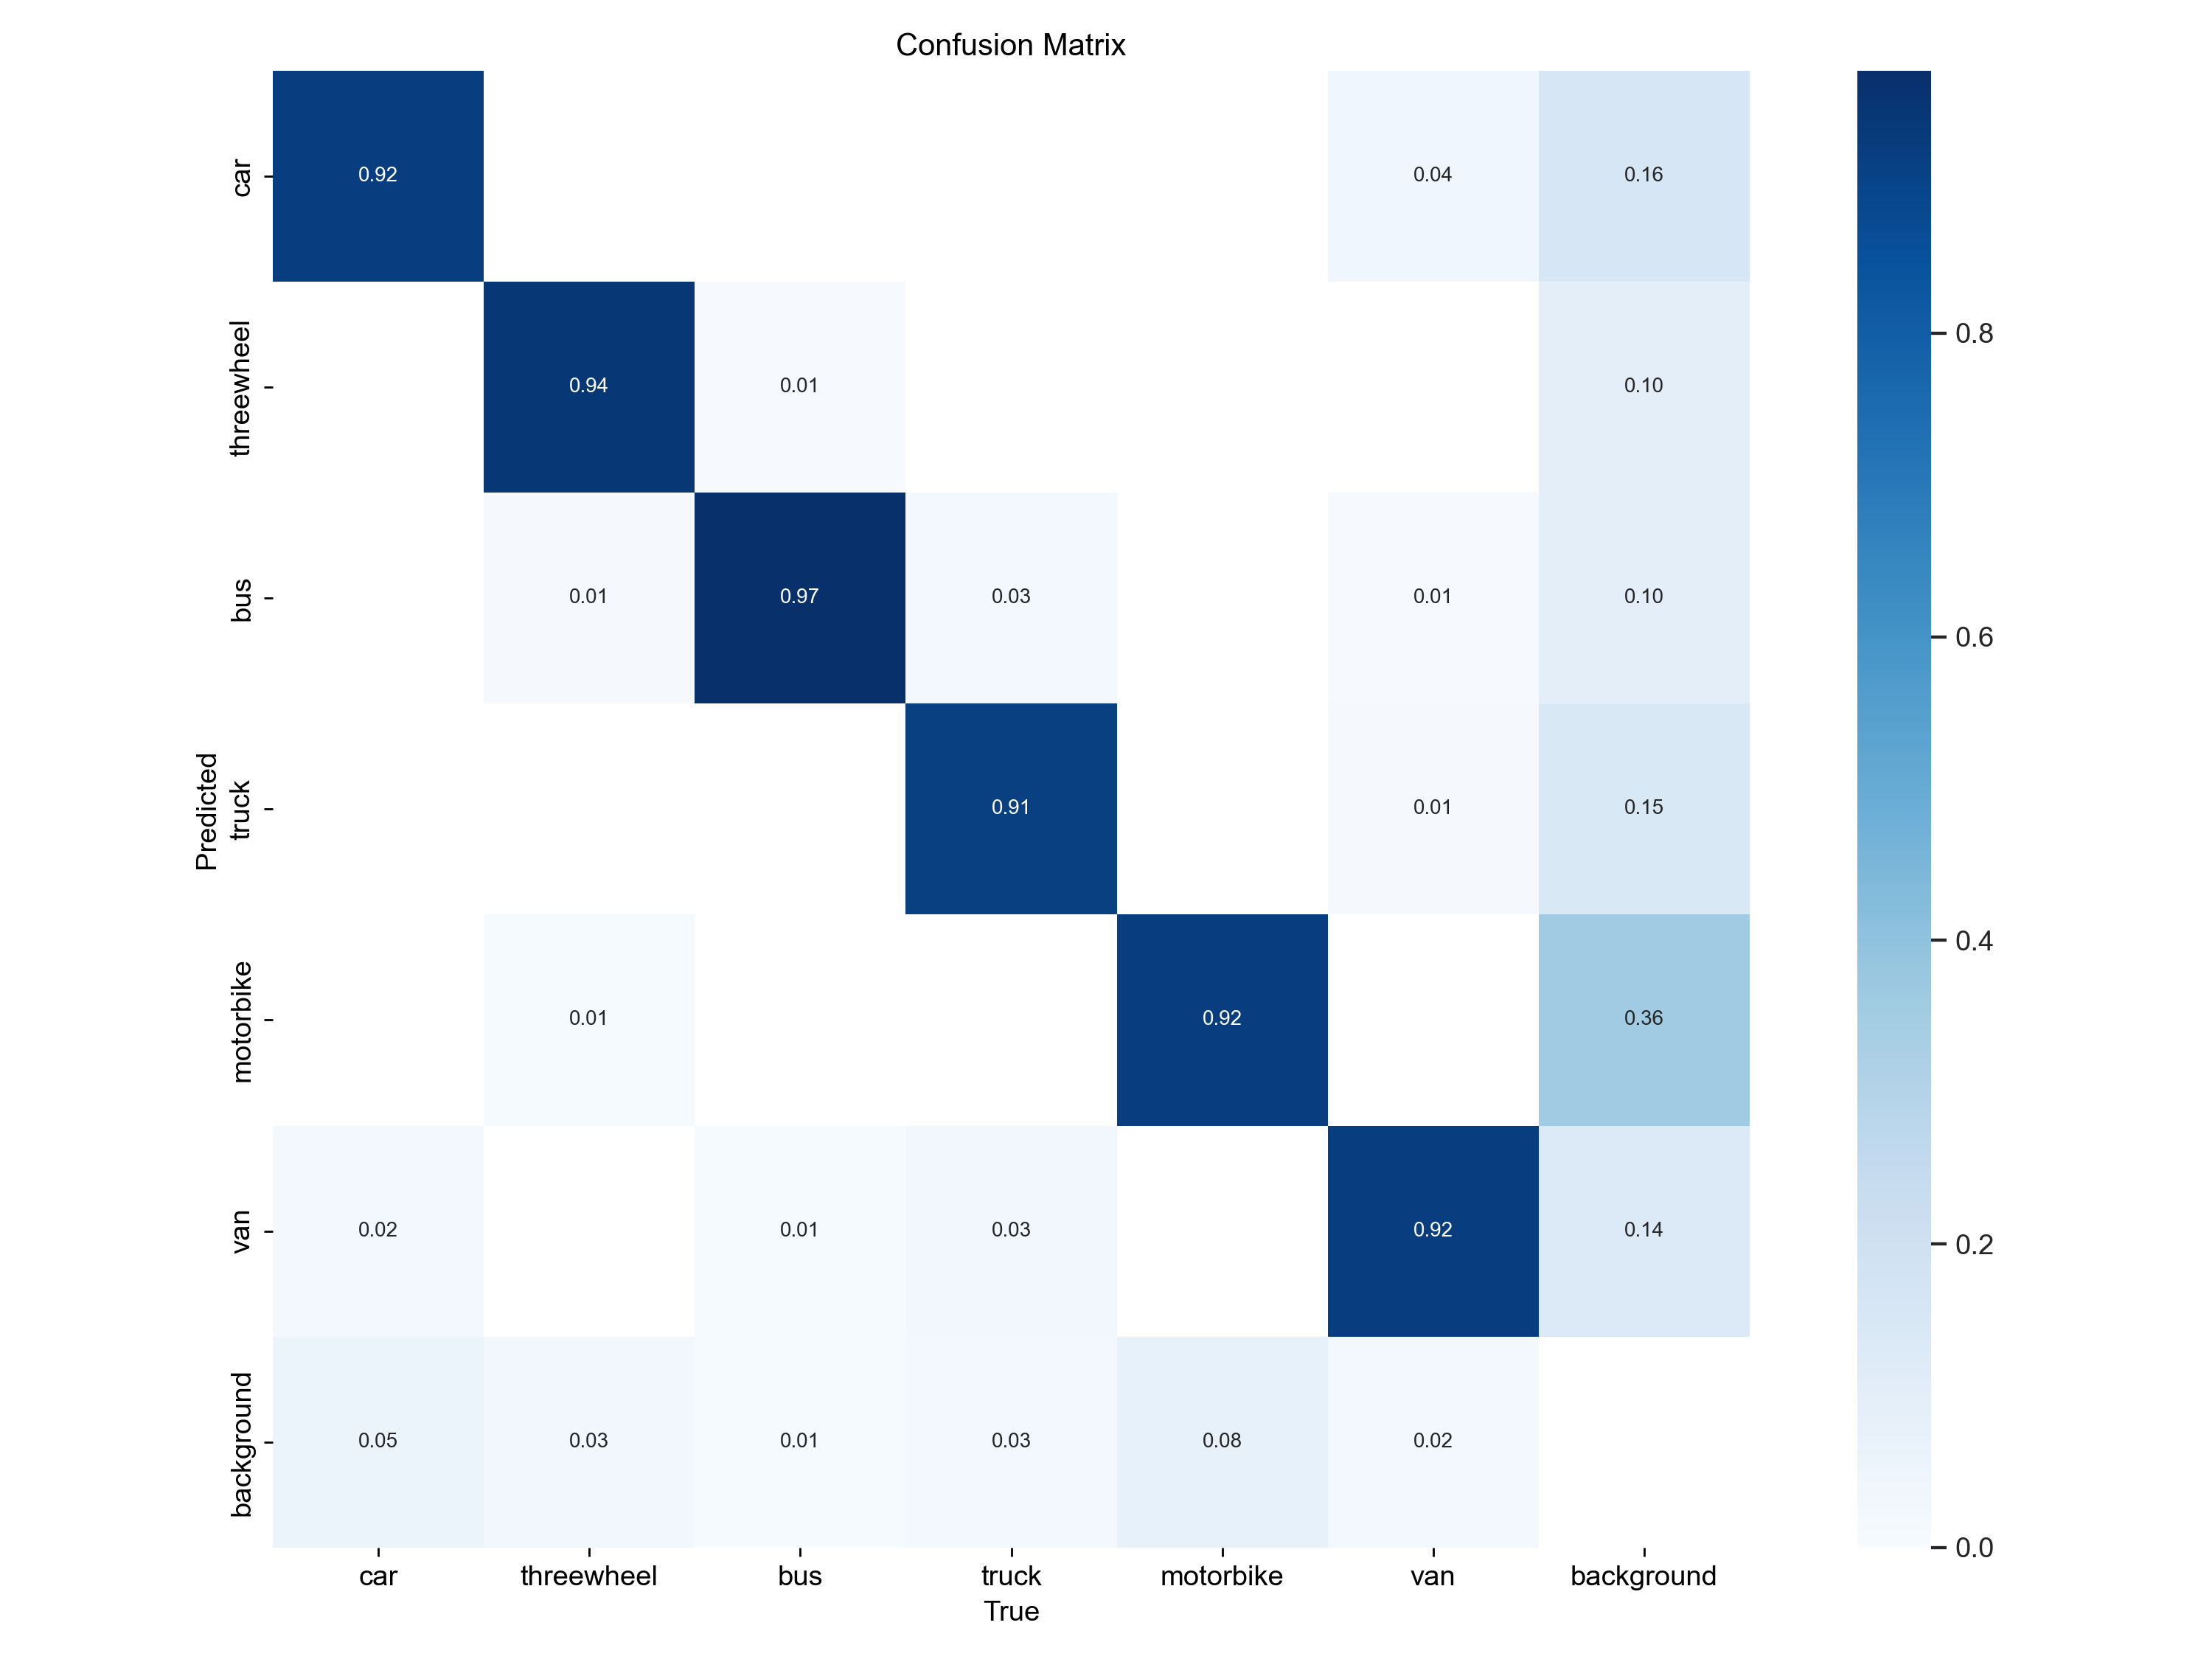 Confusion Matrix
car
0.92
0.04
0.16
threewheel
0.94
0.01
0.10
bus
0.01
0.97
0.03
0.01
0.10
Predicted
truck
0.91
0.01
0.15
motorbike
0.01
0.92
0.36
van
0.02
0.01
0.03
0.92
0.14
background
0.05
0.03
0.01
0.03
0.08
0.02
car
threewheel
bus
truck
motorbike
van
background
True
0.8
0.6
0.4
0.2
0.0